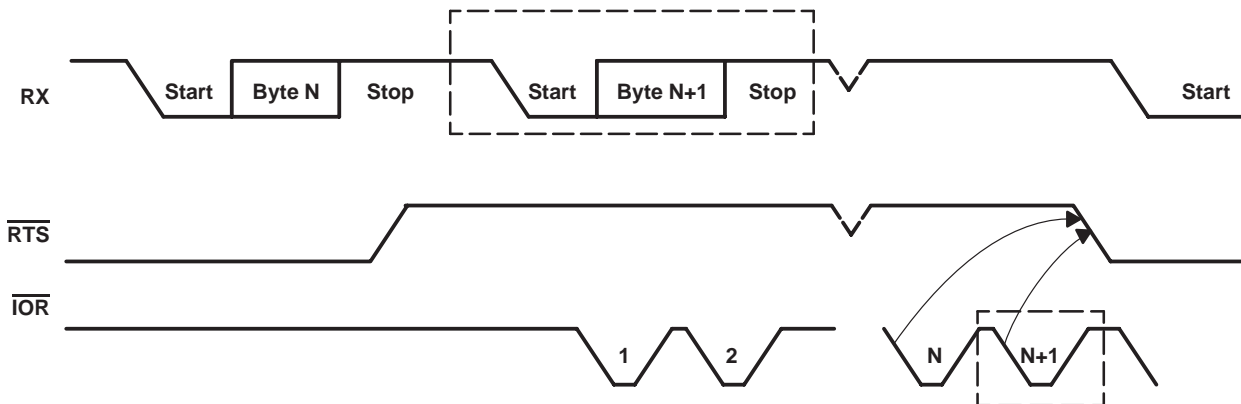 RX Start Byte N Stop Start Byte N+1 Stop Start
RTS
IOR
1 2 N N+1